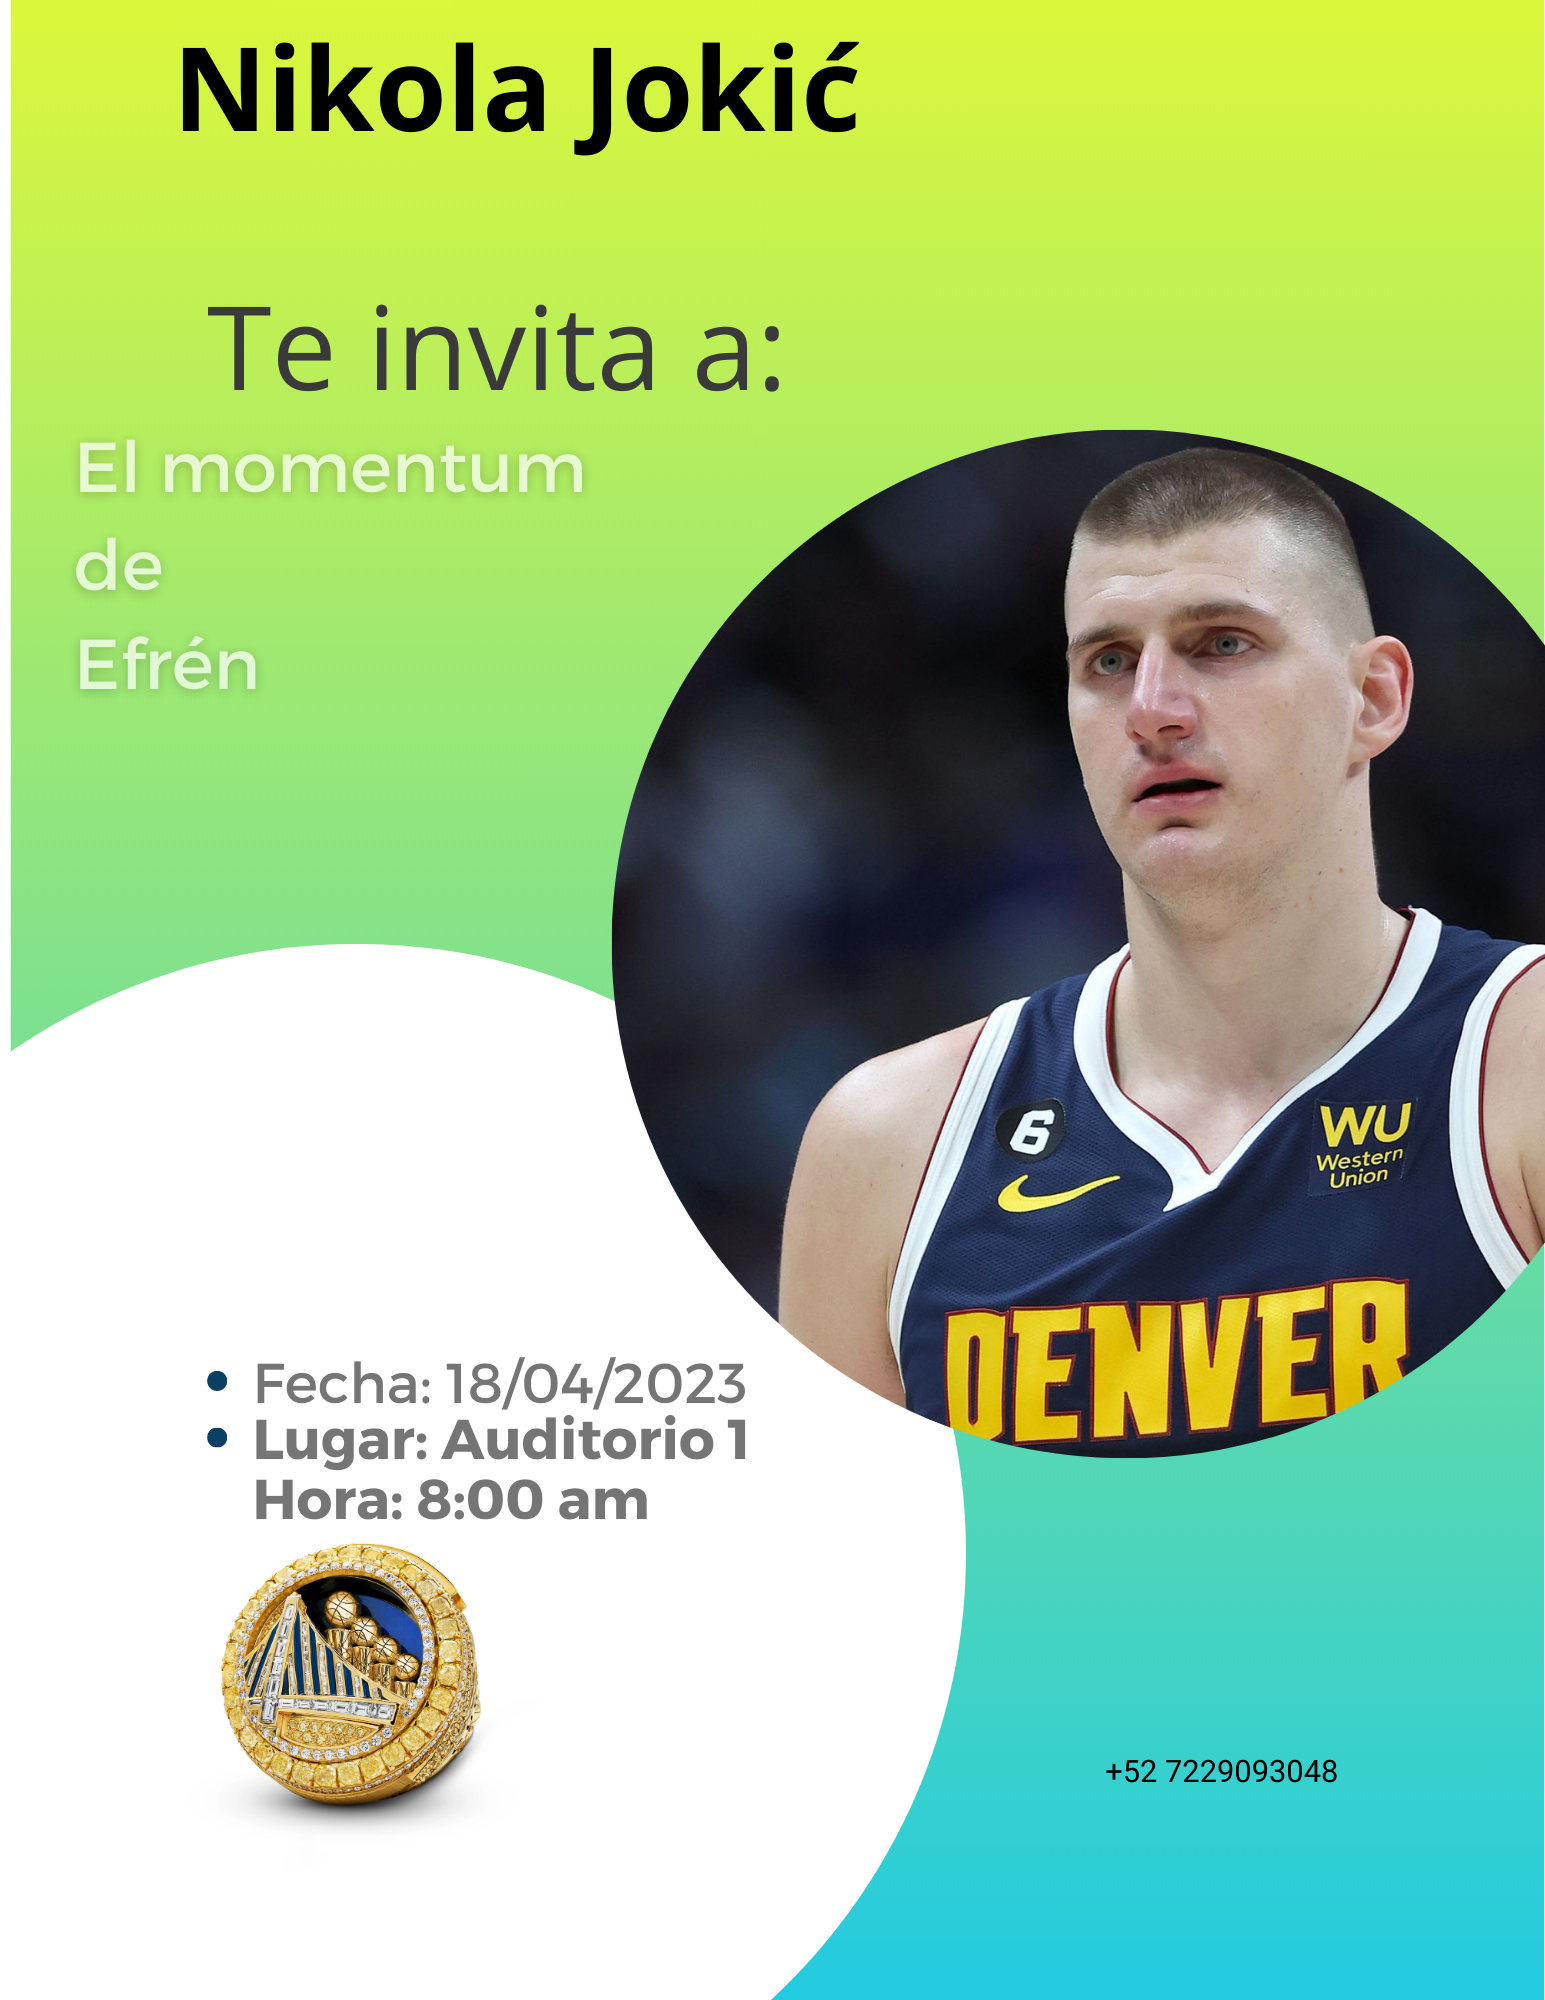 Nikola Jokić
Te invita a:
El momentum
de
Efrén
6
WU
Western
Union
DENVER
• Fecha: 18/04/2023
• Lugar: Auditorio 1
Hora: 8:00 am
+52 7229093048